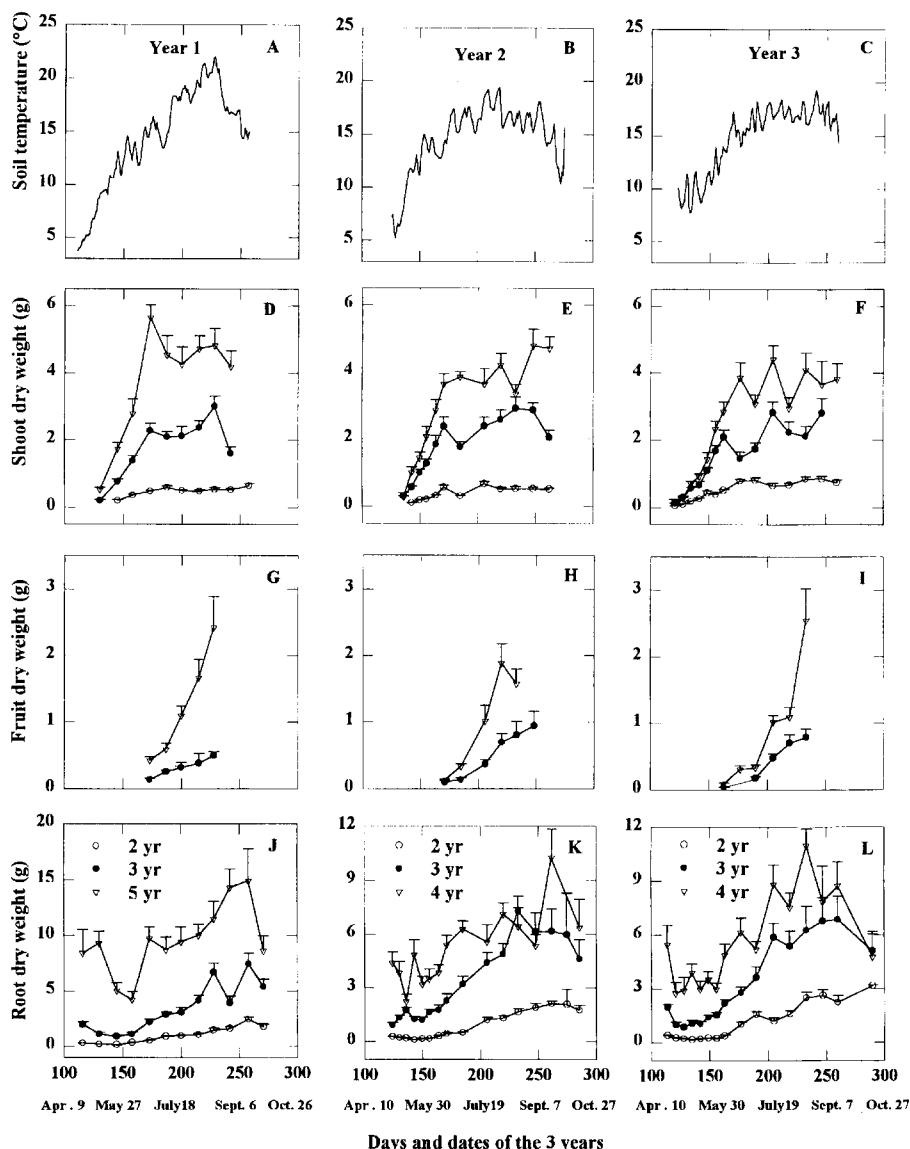 Soil temperature (°C)
25
20
15
10
5
Year 1
A
25
20
15
10
5
Year 2
B
25
20
15
10
5
Year 3
C
Shoot dry weight (g)
6
4
2
0
D
6
4
2
0
E
6
4
2
0
F
Fruit dry weight (g)
3
2
1
0
G
3
2
1
0
H
3
2
1
0
I
Root dry weight (g)
20
15
10
5
0
J
2 yr
3 yr
5 yr
12
9
6
3
0
K
2 yr
3 yr
4 yr
12
9
6
3
0
L
2 yr
3 yr
4 yr
100 150 200 250 300
100 150 200 250 300
100 150 200 250 300
Apr . 9 May 27 July18 Sept. 6 Oct. 26
Apr. 10 May 30 July19 Sept. 7 Oct. 27
Apr. 10 May 30 July19 Sept. 7 Oct. 27
Days and dates of the 3 years